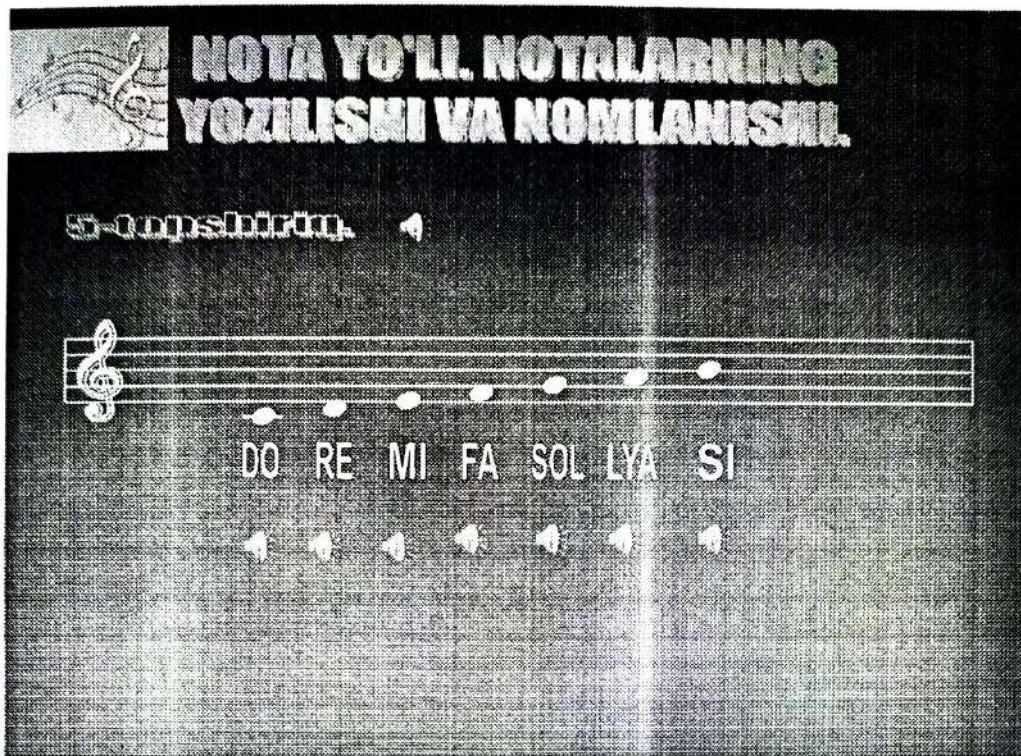 NOTA YO'LI. NOTALARNING
YOZILISHI VA NOMLANISHI.
5-topshiriq.
DO RE MI FA SOL LYA SI